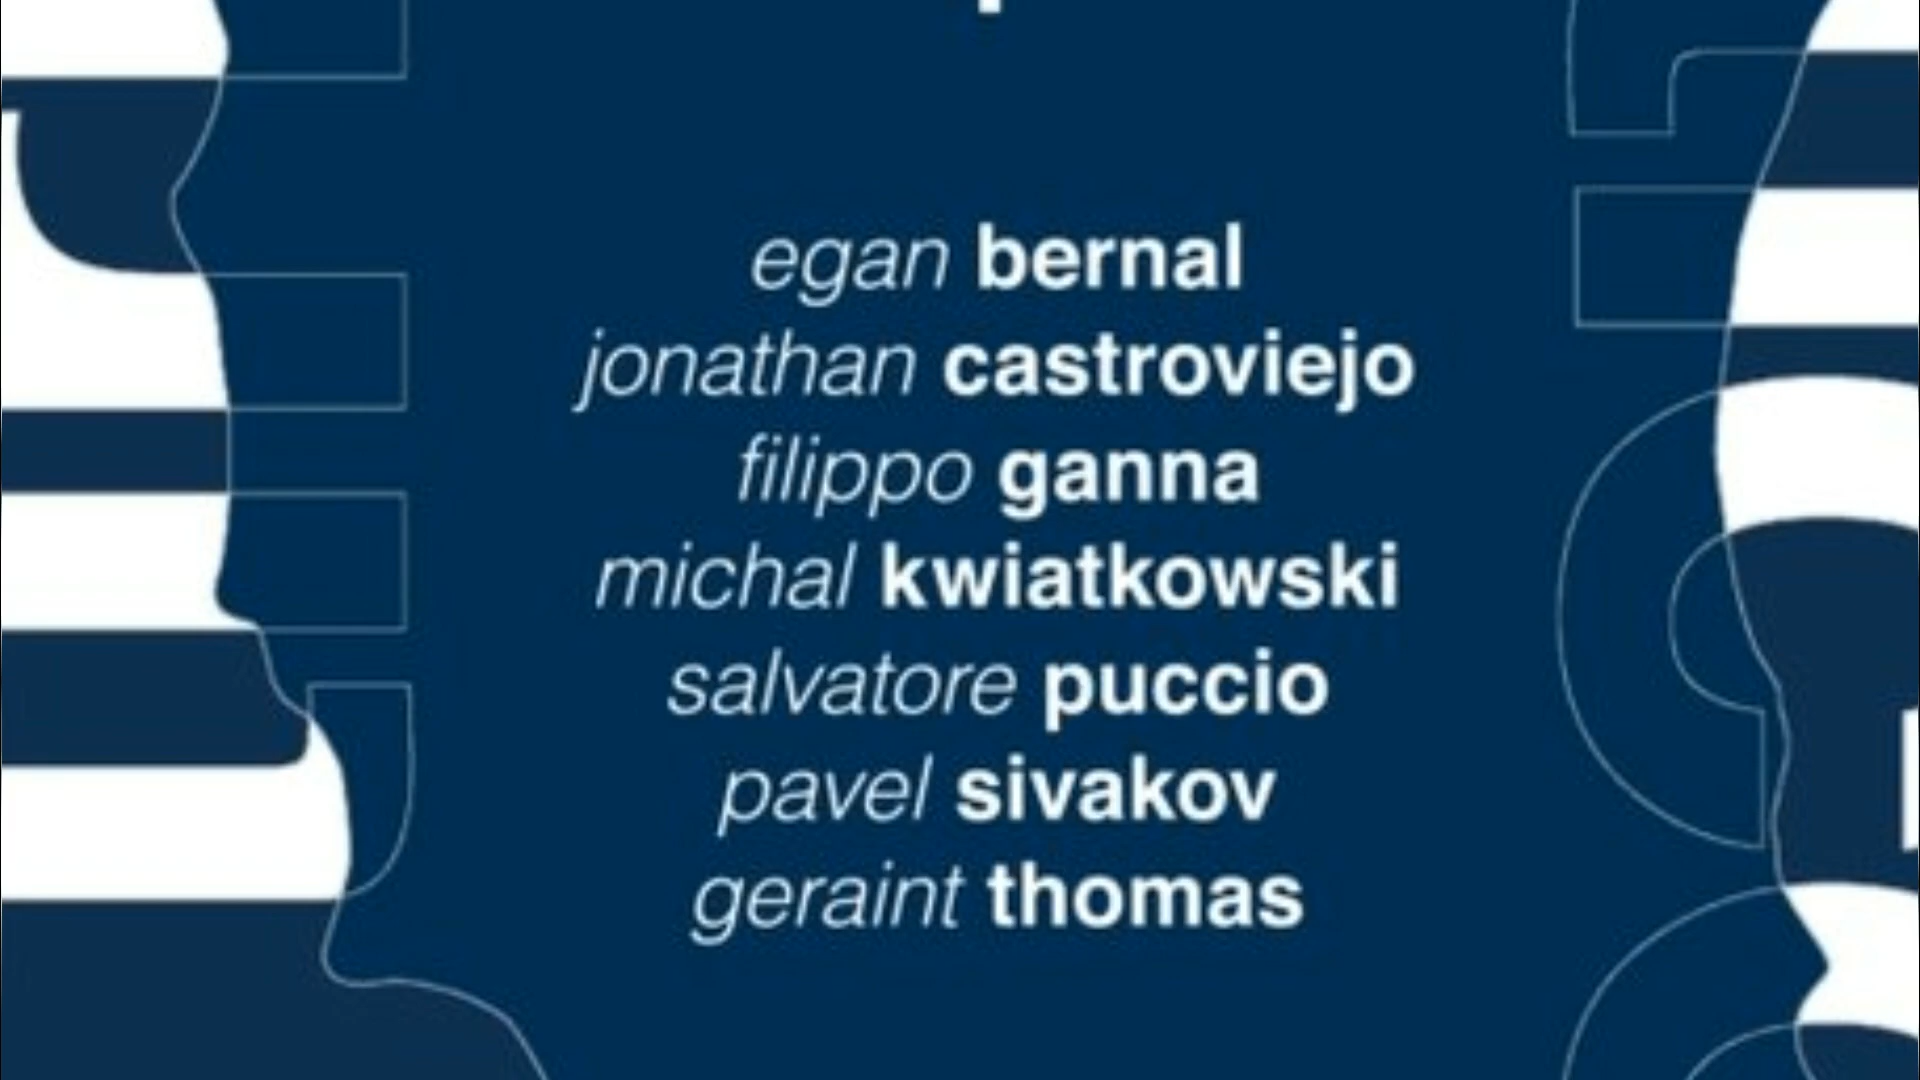 egan bernal
jonathan castroviejo
filippo ganna
michal kwiatkowski
salvatore puccio
pavel sivakov
geraint thomas